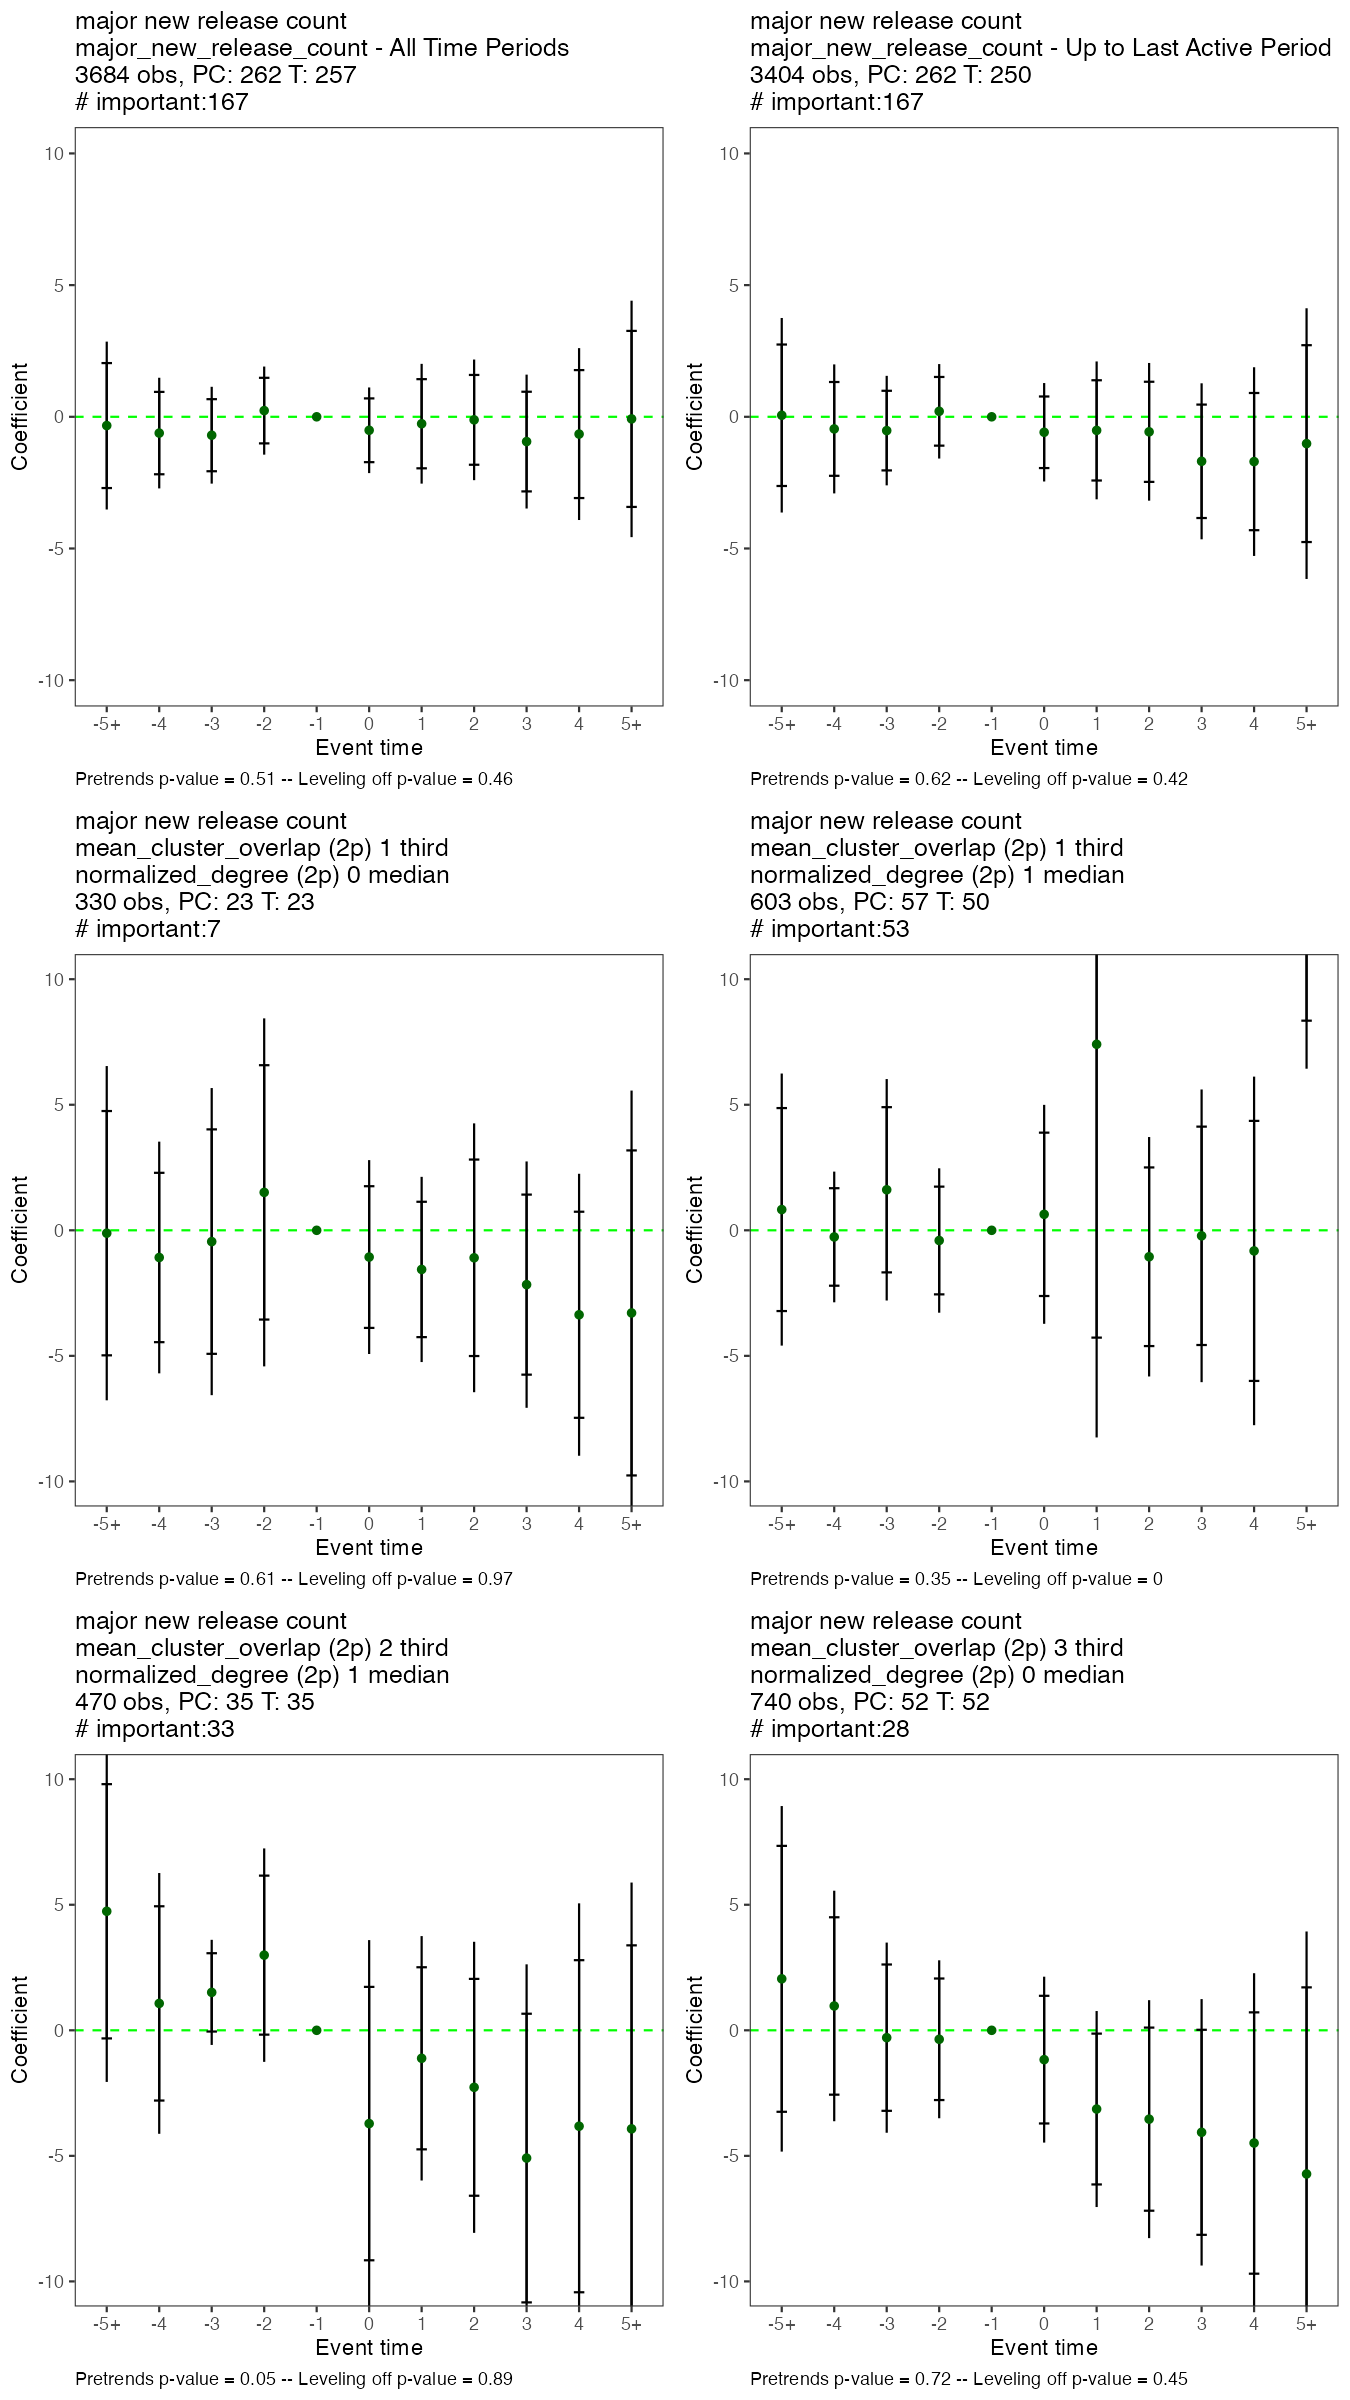 major new release count
major_new_release_count - All Time Periods
3684 obs, PC: 262 T: 257
# important:167
10
5
0
-5
-10
Coefficient
-5+ -4 -3 -2 -1 0 1 2 3 4 5+
Event time
Pretrends p-value = 0.51 -- Leveling off p-value = 0.46
major new release count
major_new_release_count - Up to Last Active Period
3404 obs, PC: 262 T: 250
# important:167
10
5
0
-5
-10
Coefficient
-5+ -4 -3 -2 -1 0 1 2 3 4 5+
Event time
Pretrends p-value = 0.62 -- Leveling off p-value = 0.42
major new release count
mean_cluster_overlap (2p) 1 third
normalized_degree (2p) 0 median
330 obs, PC: 23 T: 23
# important:7
10
5
0
-5
-10
Coefficient
-5+ -4 -3 -2 -1 0 1 2 3 4 5+
Event time
Pretrends p-value = 0.61 -- Leveling off p-value = 0.97
major new release count
mean_cluster_overlap (2p) 1 third
normalized_degree (2p) 1 median
603 obs, PC: 57 T: 50
# important:53
10
5
0
-5
-10
Coefficient
-5+ -4 -3 -2 -1 0 1 2 3 4 5+
Event time
Pretrends p-value = 0.35 -- Leveling off p-value = 0
major new release count
mean_cluster_overlap (2p) 2 third
normalized_degree (2p) 1 median
470 obs, PC: 35 T: 35
# important:33
10
5
0
-5
-10
Coefficient
-5+ -4 -3 -2 -1 0 1 2 3 4 5+
Event time
Pretrends p-value = 0.05 -- Leveling off p-value = 0.89
major new release count
mean_cluster_overlap (2p) 3 third
normalized_degree (2p) 0 median
740 obs, PC: 52 T: 52
# important:28
10
5
0
-5
-10
Coefficient
-5+ -4 -3 -2 -1 0 1 2 3 4 5+
Event time
Pretrends p-value = 0.72 -- Leveling off p-value = 0.45